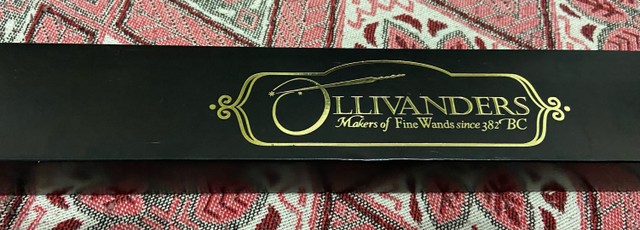 OLLIVANDERS
Makers of Fine Wands since 382 BC